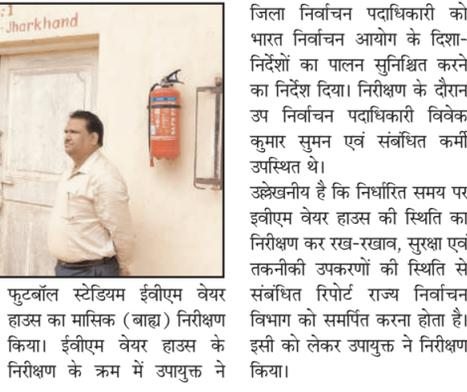 :1
-Jharkhand
फुटबॉल स्टेडियम ईवीएम वेयर
हाउस का मासिक (बाह्य) निरीक्षण
किया। ईवीएम वेयर हाउस के
निरीक्षण के क्रम में उपायुक्त ने
जिला निर्वाचन पदाधिकारी को
भारत निर्वाचन आयोग के दिशा-
निर्देशों का पालन सुनिश्चित करने
का निर्देश दिया। निरीक्षण के दौरान
उप निर्वाचन पदाधिकारी विवेक
कुमार सुमन एवं संबंधित कर्मी
उपस्थित थे।
उल्लेखनीय है कि निर्धारित समय पर
इवीएम वेयर हाउस की स्थिति का
निरीक्षण कर रख-रखाव, सुरक्षा एवं
तकनीकी उपकरणों की स्थिति से
संबंधित रिपोर्ट राज्य निर्वाचन
विभाग को समर्पित करना होता है।
इसी को लेकर उपायुक्त ने निरीक्षण
किया।